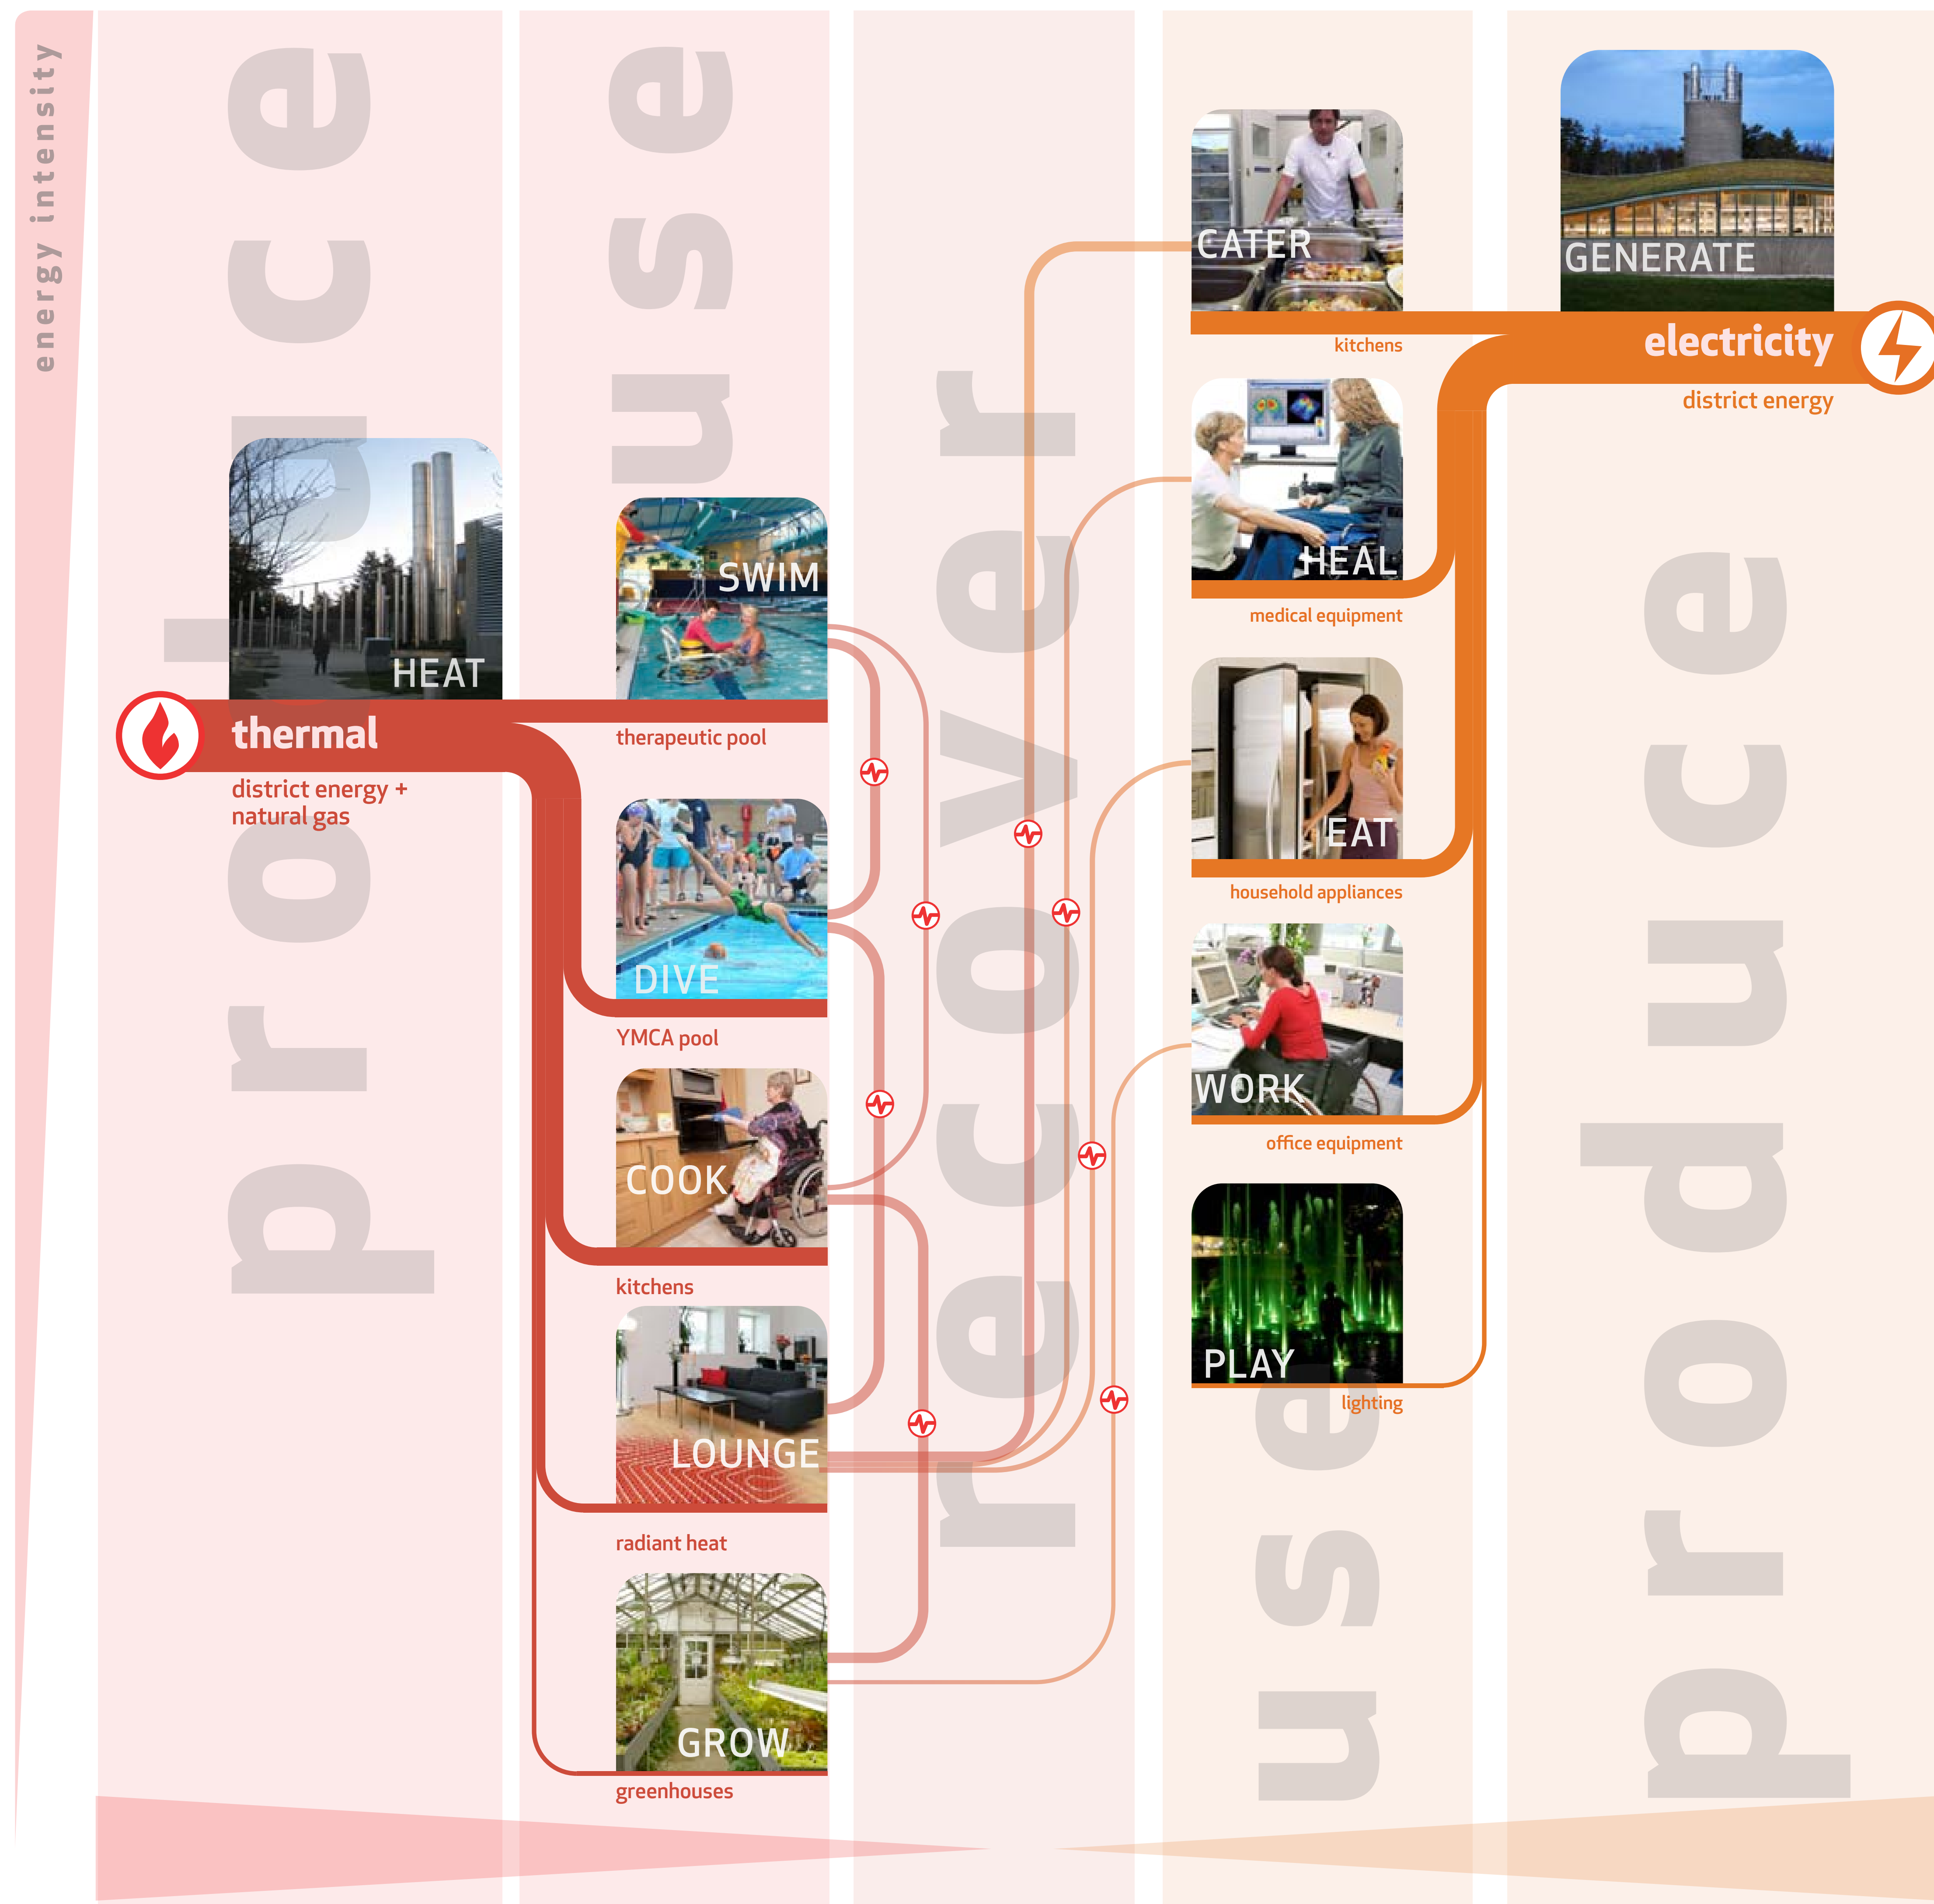 energy intensity
produce
use
recover
use
produce
HEAT
thermal
district energy +
natural gas
SWIM
therapeutic pool
DIVE
YMCA pool
COOK
kitchens
LOUNGE
radiant heat
GROW
greenhouses
CATER
kitchens
HEAL
medical equipment
EAT
household appliances
WORK
office equipment
PLAY
lighting
GENERATE
electricity
district energy